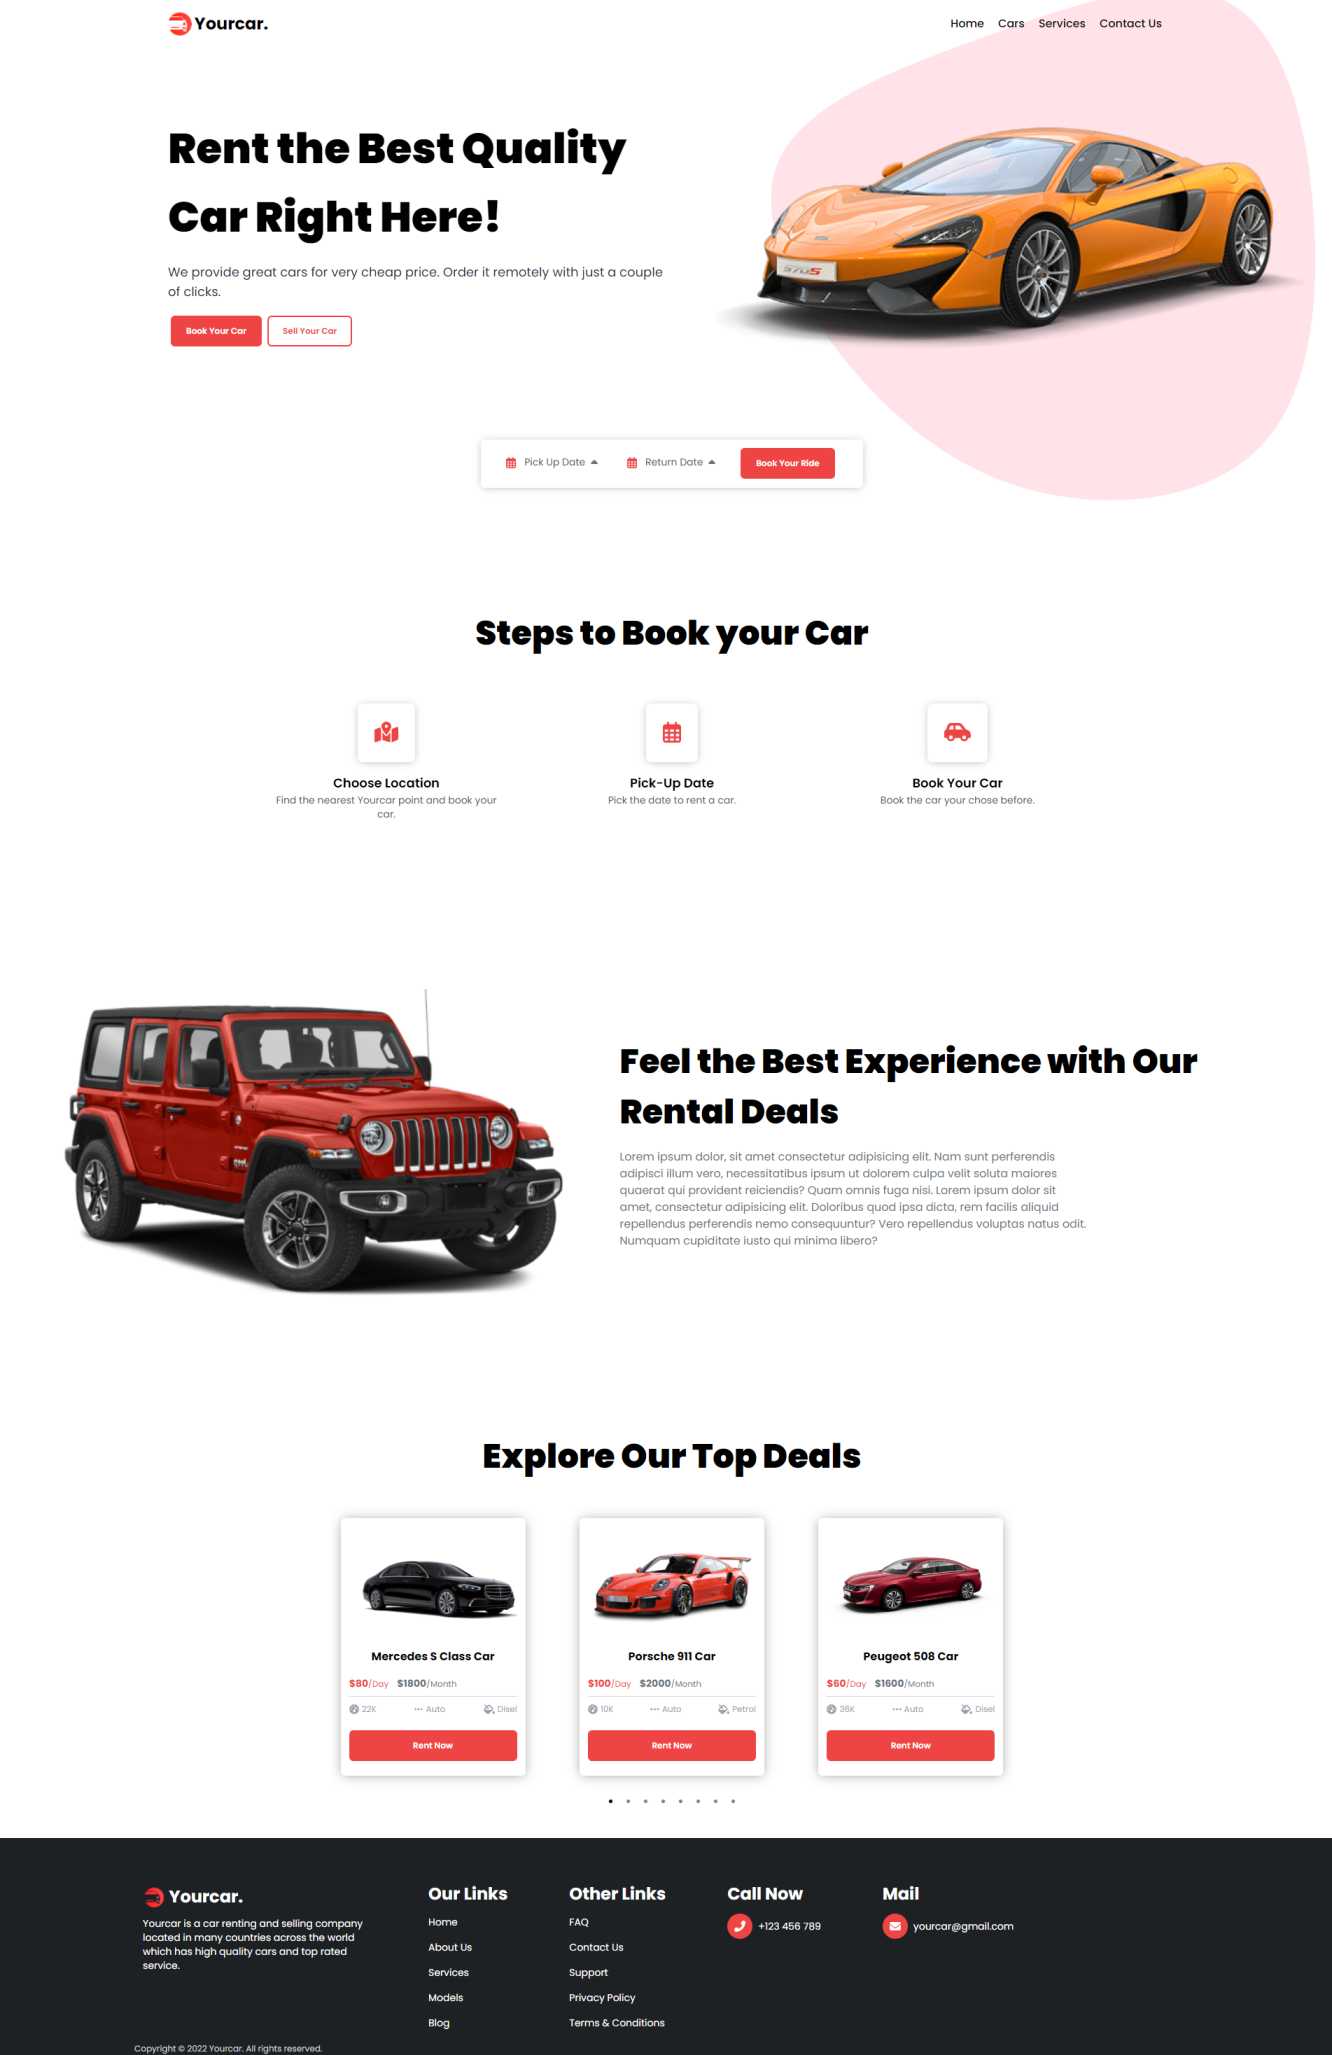 Yourcar.
Home Cars Services Contact Us
Rent the Best Quality
Car Right Here!
We provide great cars for very cheap price. Order it remotely with just a couple
of clicks.
Book Your Car Sell Your Car
570S
Pick Up Date Return Date Book Your Ride
Steps to Book your Car
Choose Location
Find the nearest Yourcar point and book your
car.
Pick-Up Date
Pick the date to rent a car.
Book Your Car
Book the car your chose before.
Feel the Best Experience with Our
Rental Deals
Lorem ipsum dolor, sit amet consectetur adipisicing elit. Nam sunt perferendis
adipisci illum vero, necessitatibus ipsum ut dolorem culpa velit soluta maiores
quaerat qui provident reiciendis? Quam omnis fuga nisi. Lorem ipsum dolor sit
amet, consectetur adipisicing elit. Doloribus quod ipsa dicta, rem facilis aliquid
repellendus perferendis nemo consequuntur? Vero repellendus voluptas natus odit.
Numquam cupiditate iusto qui minima libero?
Explore Our Top Deals
Mercedes S Class Car
$80/Day $1800/Month
22K Auto Disel
Rent Now
Porsche 911 Car
$100/Day $2000/Month
10K Auto Petrol
Rent Now
Peugeot 508 Car
$60/Day $1600/Month
36K Auto Disel
Rent Now
Yourcar.
Yourcar is a car renting and selling company
located in many countries across the world
which has high quality cars and top rated
service.
Our Links
Home
About Us
Services
Models
Blog
Other Links
FAQ
Contact Us
Support
Privacy Policy
Terms & Conditions
Call Now
+123 456 789
Mail
yourcar@gmail.com
Copyright © 2022 Yourcar. All rights reserved.